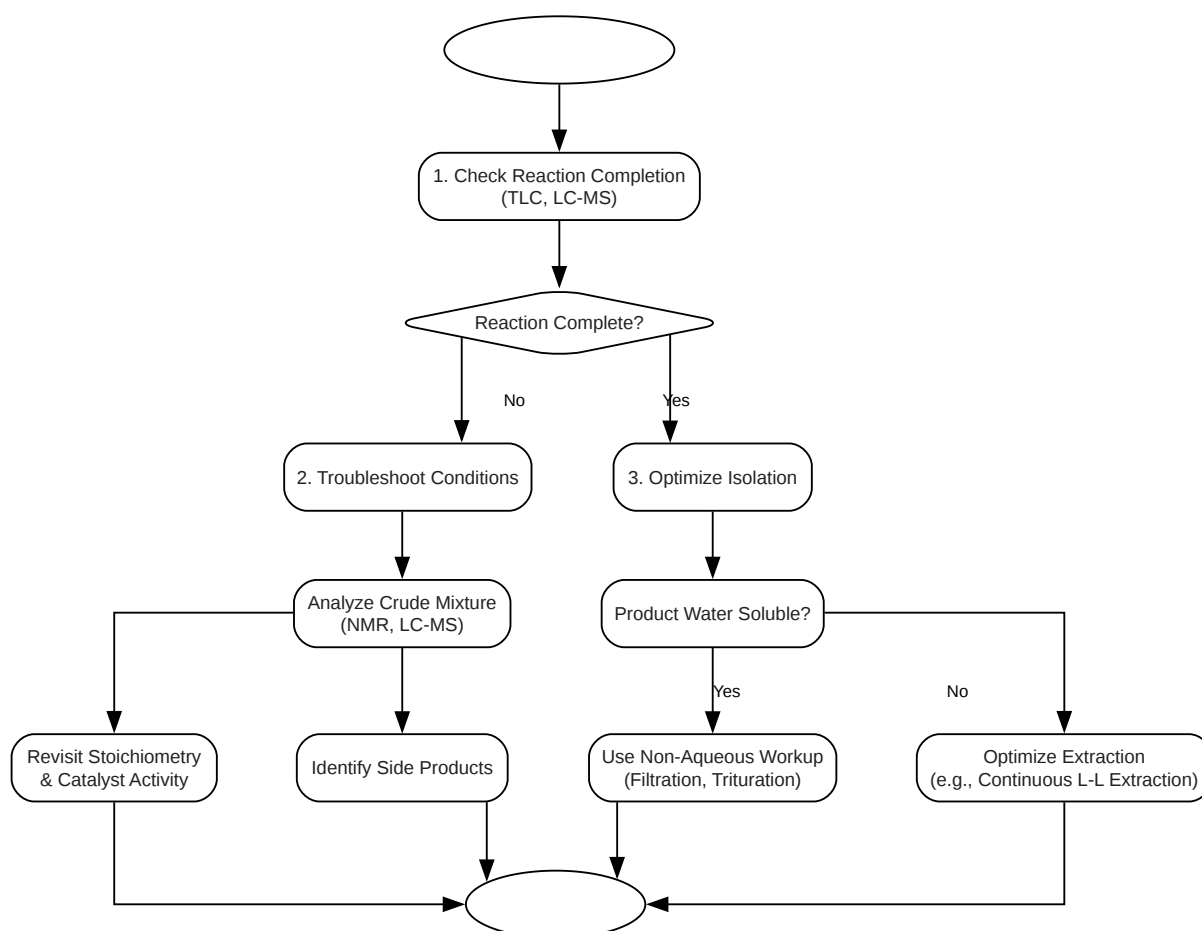 1. Check Reaction Completion
(TLC, LC-MS)
Reaction Complete?
No
Yes
2. Troubleshoot Conditions
3. Optimize Isolation
Analyze Crude Mixture
(NMR, LC-MS)
Product Water Soluble?
Yes
No
Revisit Stoichiometry
& Catalyst Activity
Identify Side Products
Use Non-Aqueous Workup
(Filtration, Trituration)
Optimize Extraction
(e.g., Continuous L-L Extraction)